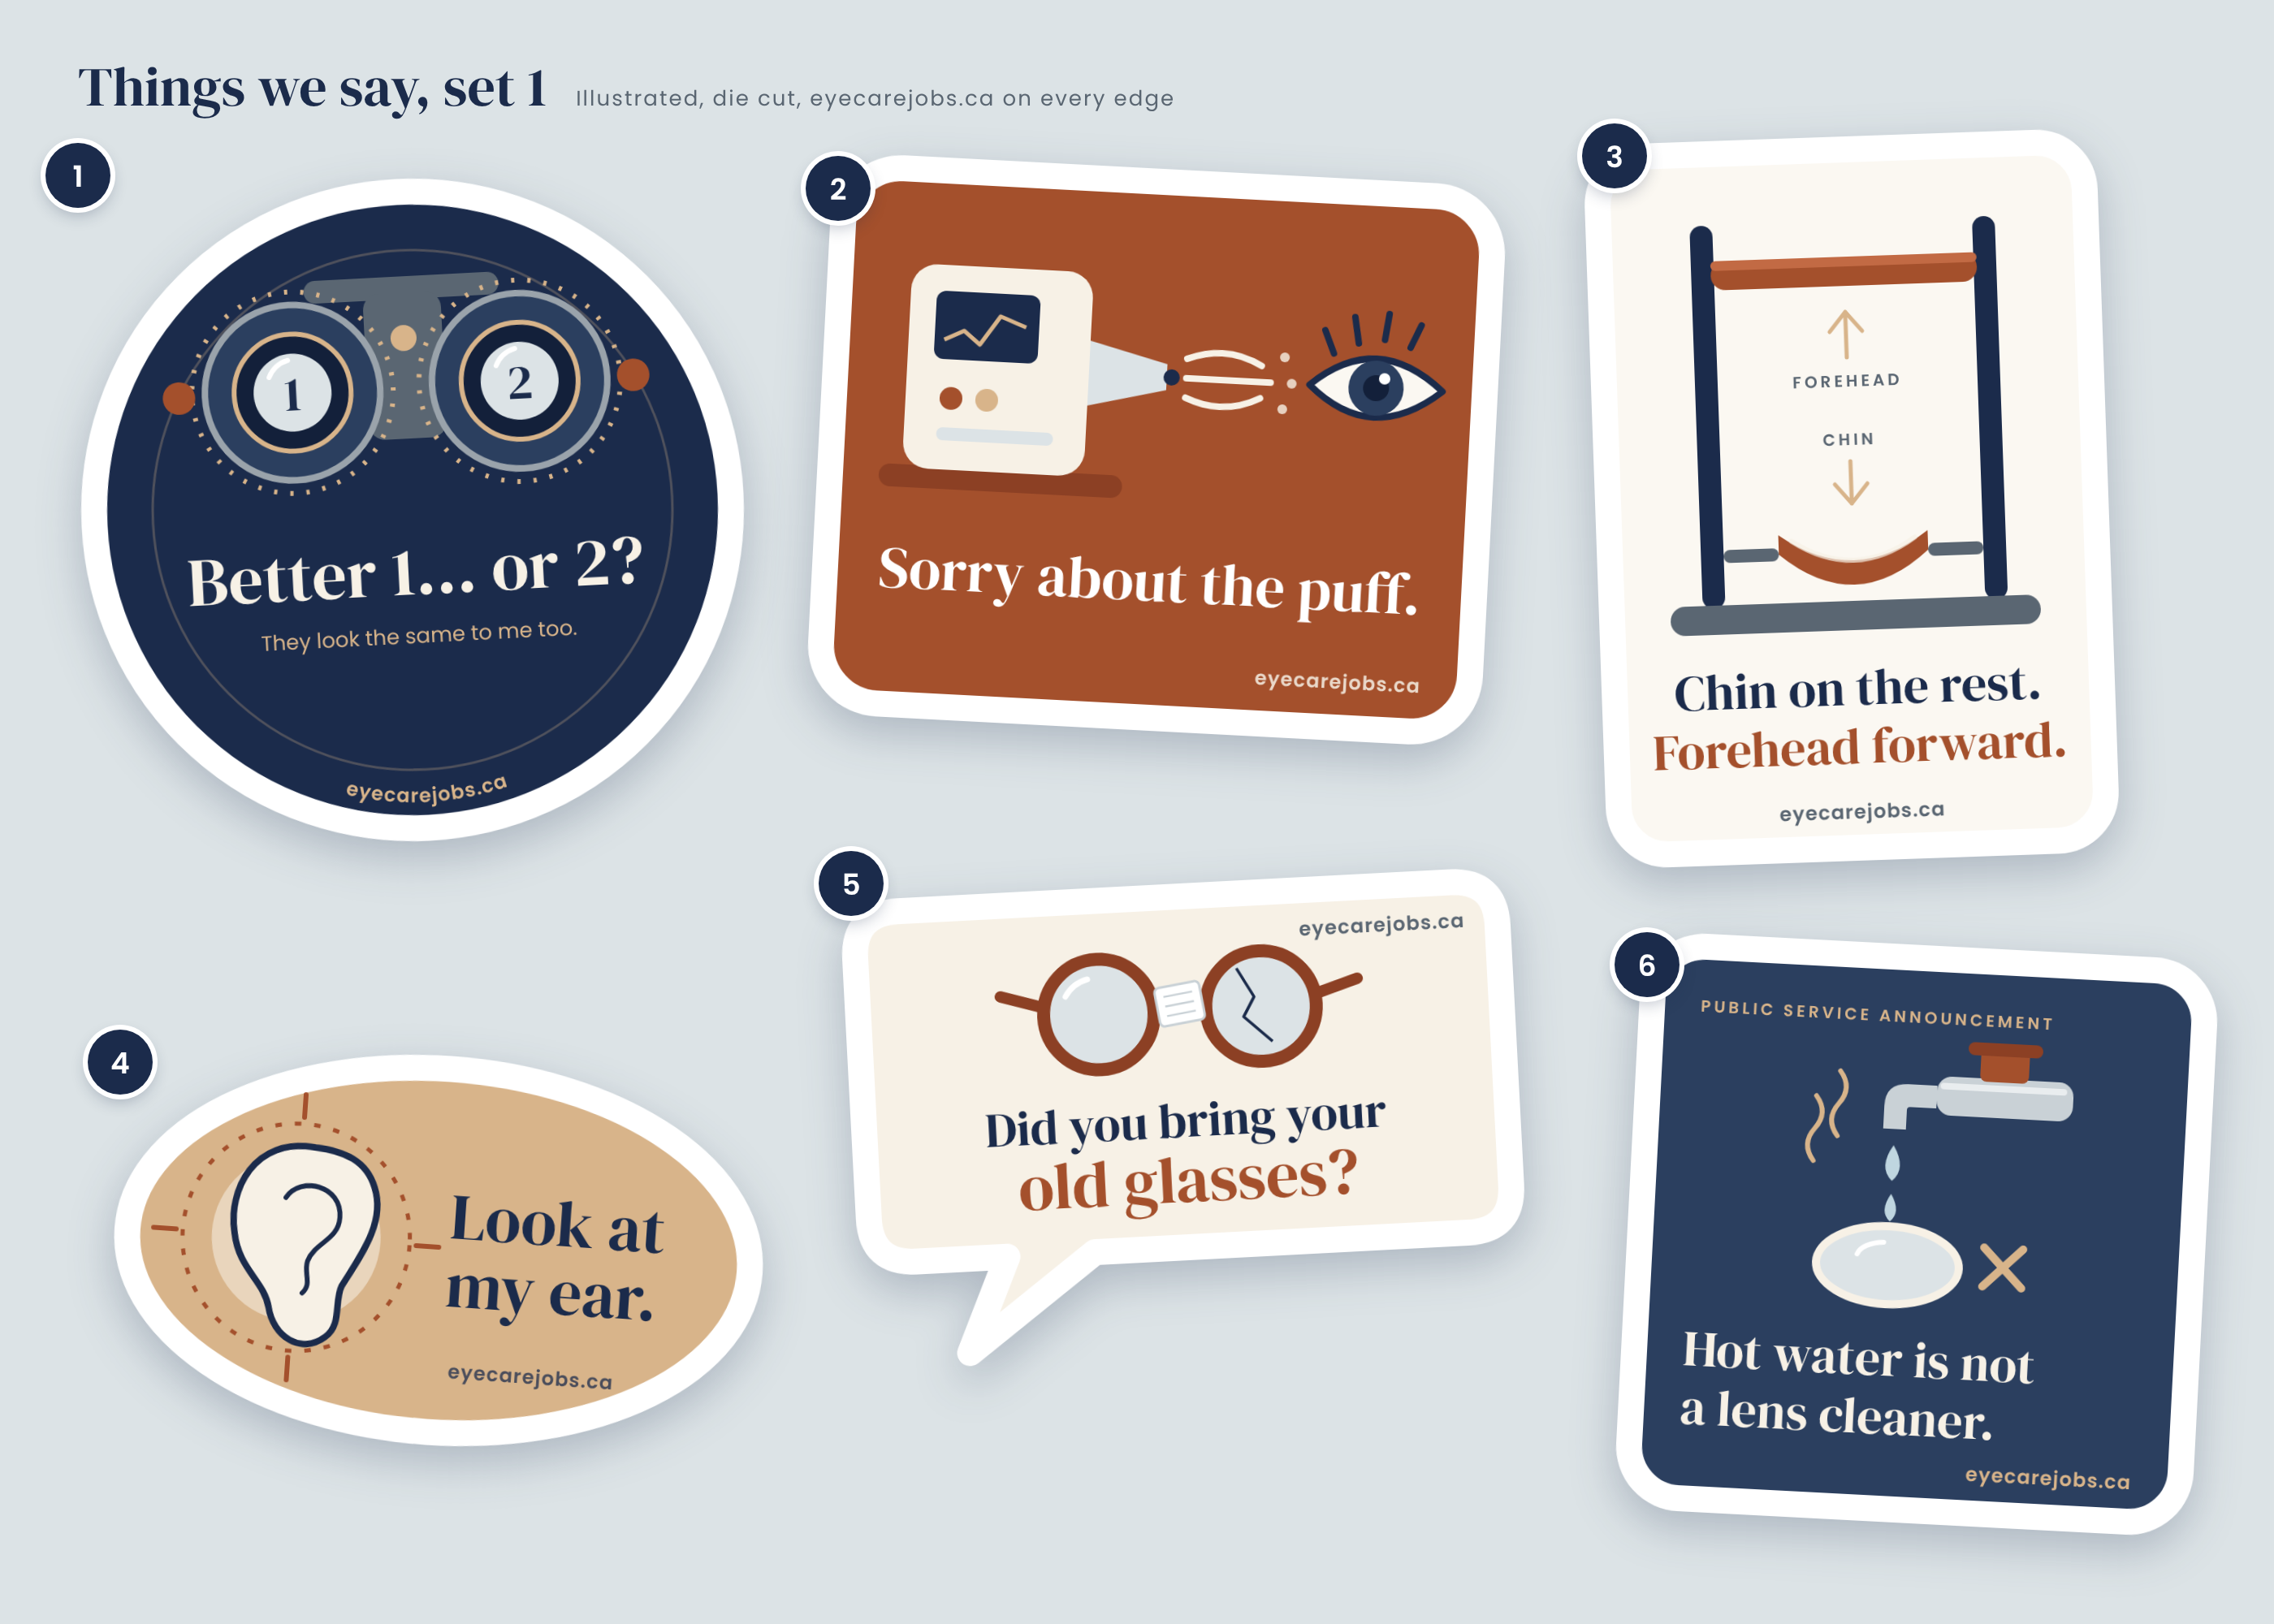 Things we say, set 1
Illustrated, die cut, eyecarejobs.ca on every edge
1
1
2
Better 1... or 2?
They look the same to me too.
eyecarejobs.ca
2
Sorry about the puff.
eyecarejobs.ca
3
FOREHEAD
CHIN
Chin on the rest.
Forehead forward.
eyecarejobs.ca
4
Look at
my ear.
eyecarejobs.ca
5
eyecarejobs.ca
Did you bring your
old glasses?
6
PUBLIC SERVICE ANNOUNCEMENT
Hot water is not
a lens cleaner.
eyecarejobs.ca